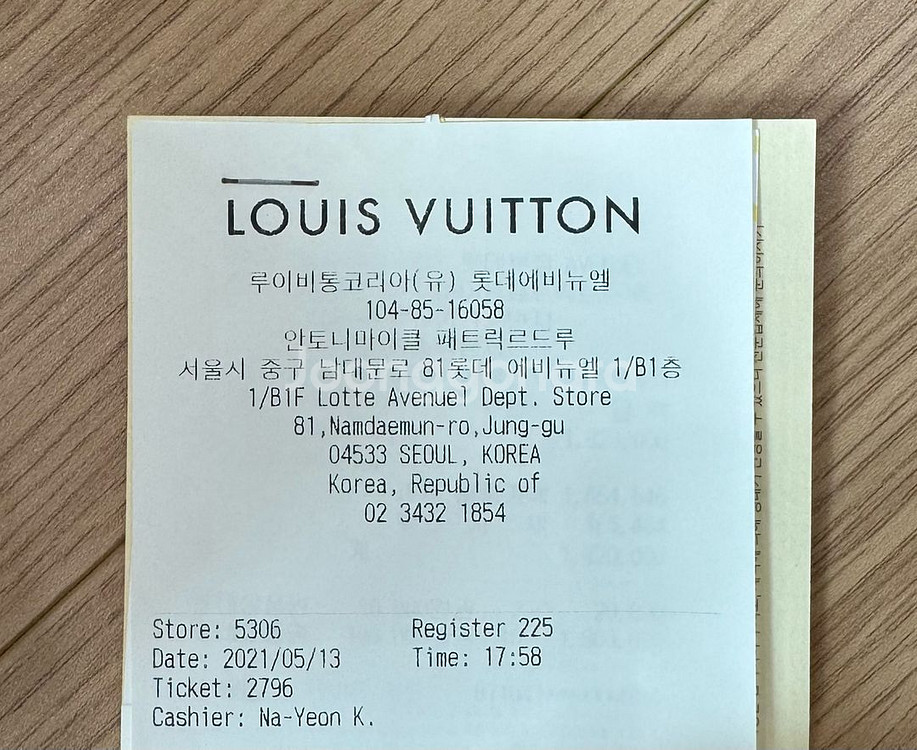 LOUIS VUITTON
루이비통코리아(유) 롯데에비뉴엘
104-85-16058
안토니마이클 패트릭르드루
서울시 중구 남대문로 81롯데 에비뉴엘 1/B1층
1/B1F Lotte Avenuel Dept. Store
81,Namdaemun-ro,Jung-gu
04533 SEOUL, KOREA
Korea, Republic of
02 3432 1854
Store: 5306 Register 225
Date: 2021/05/13 Time: 17:58
Ticket: 2796
Cashier: Na-Yeon K.